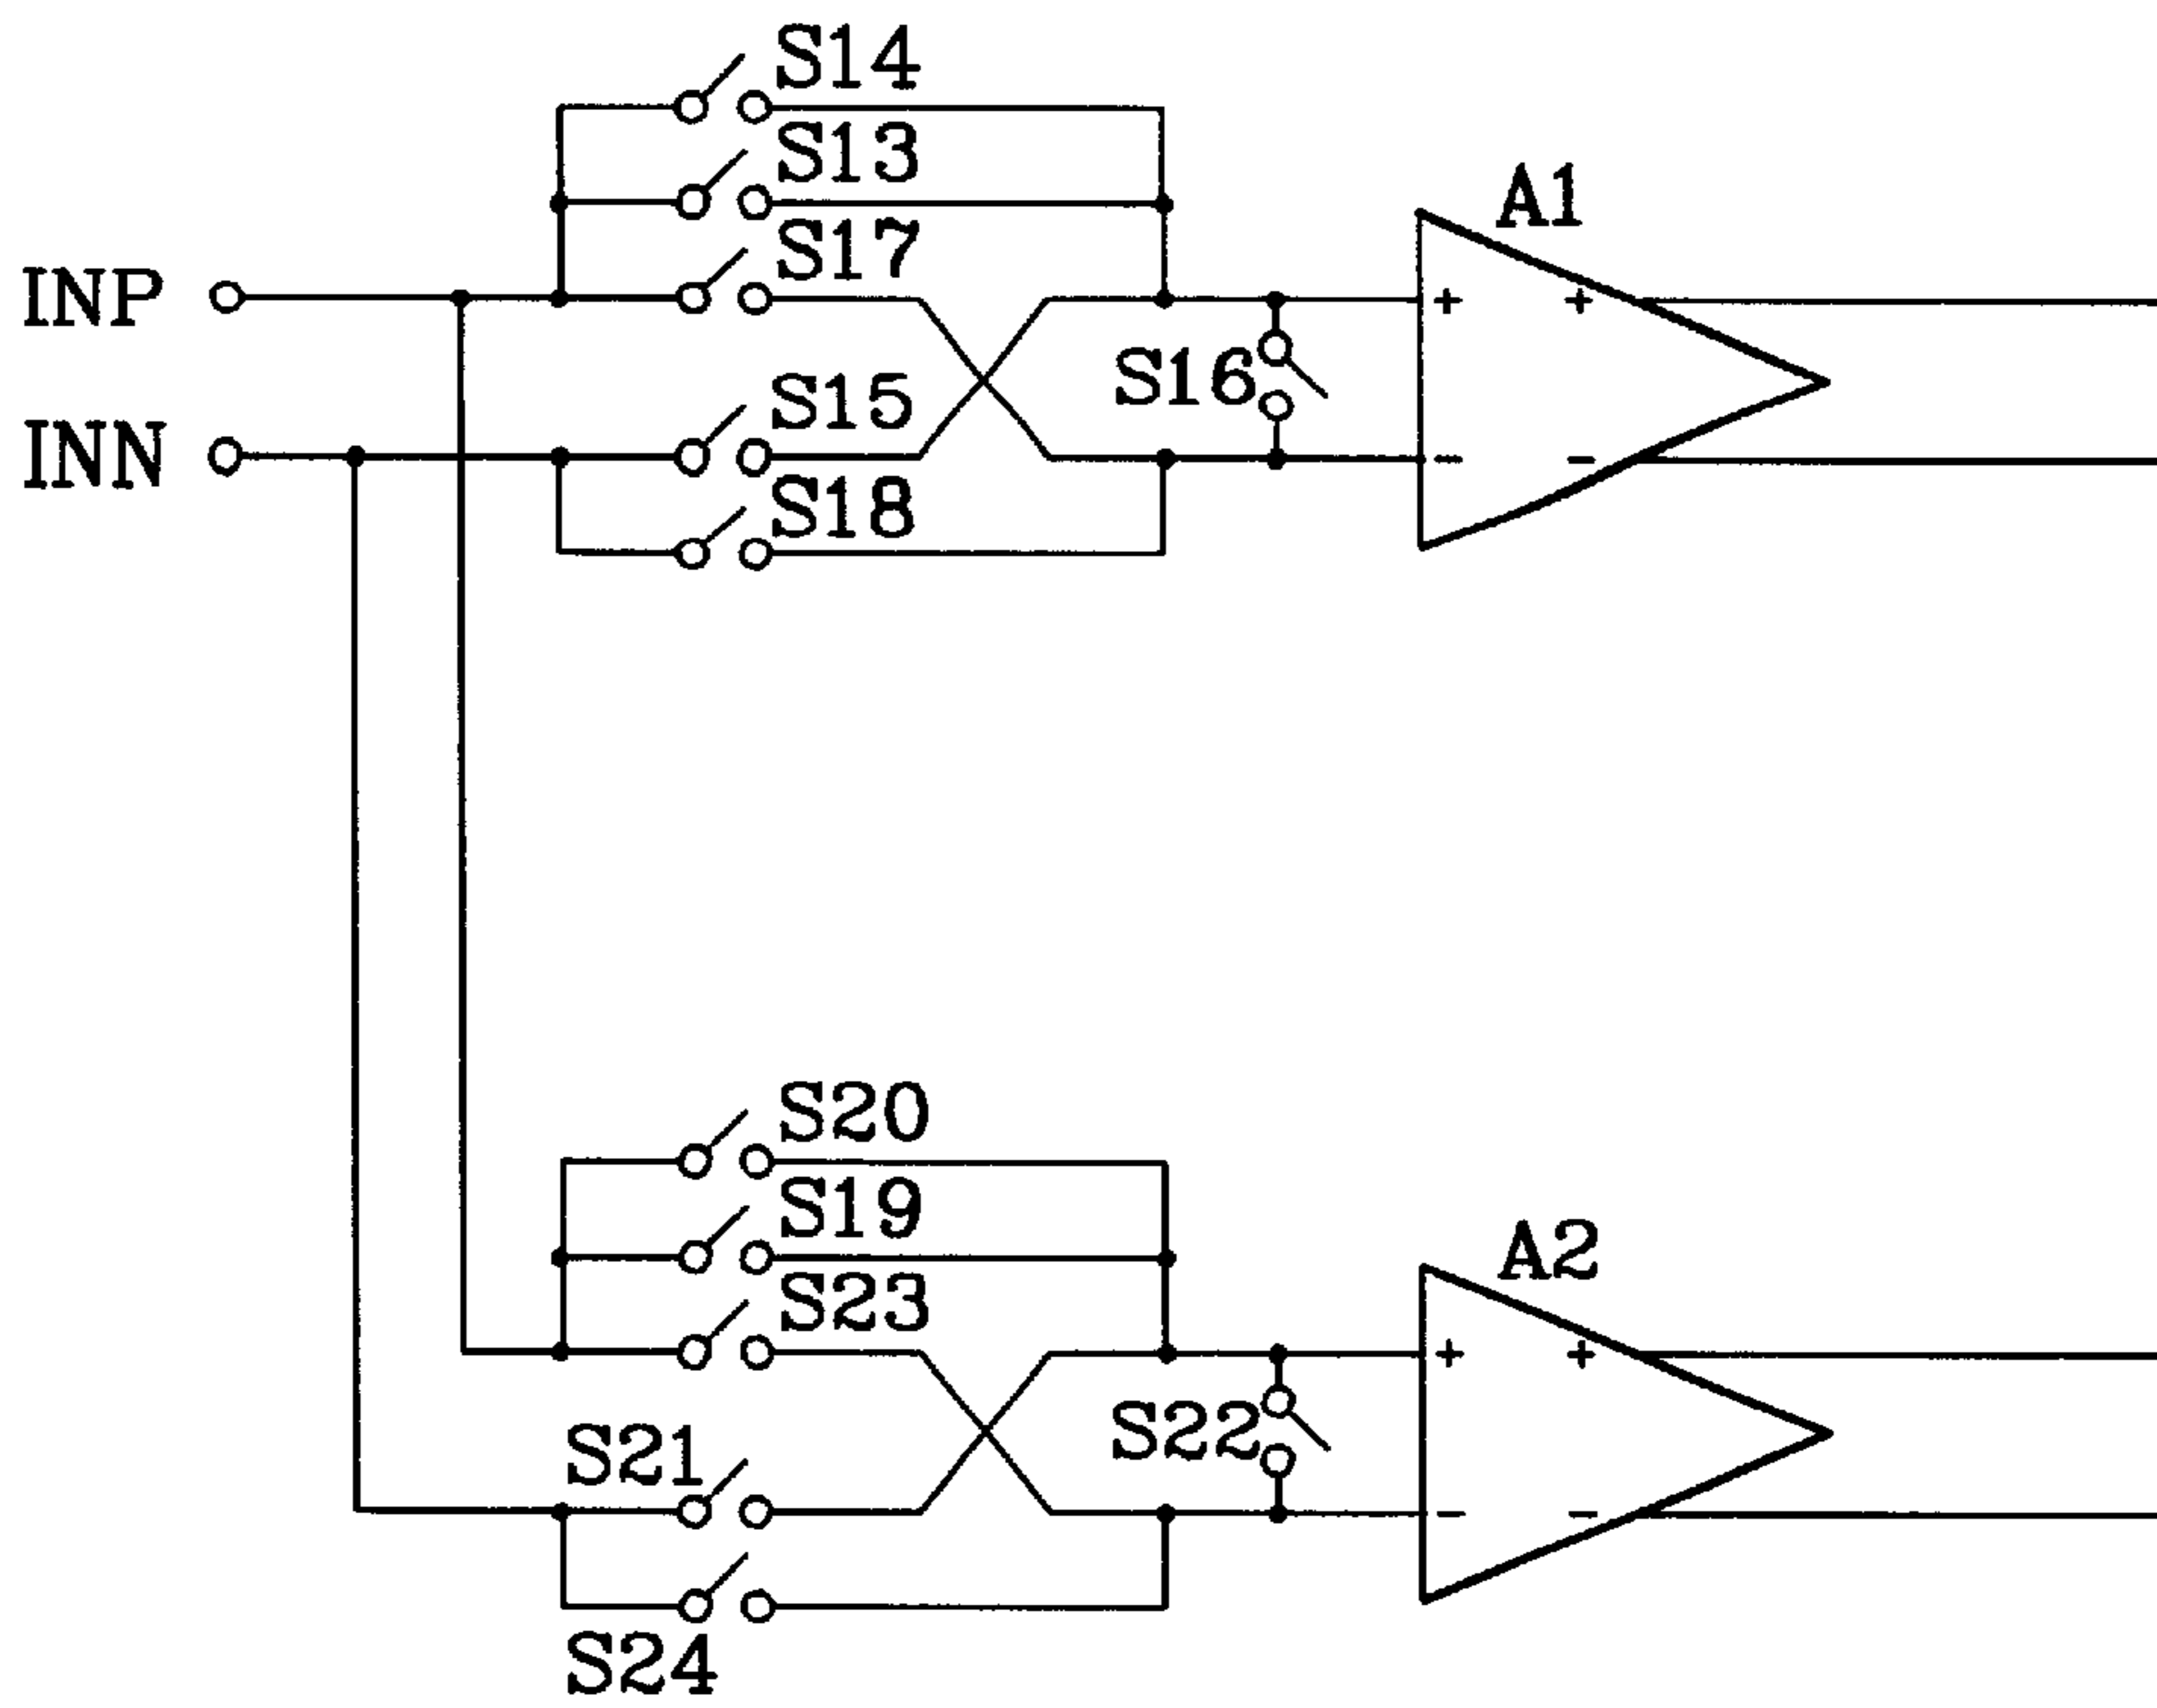 S14
S13
S17
A1
INP
+ +
S15
S16
INN
- -
S18
S20
S19
S23
A2
+ +
S21
S22
- -
S24